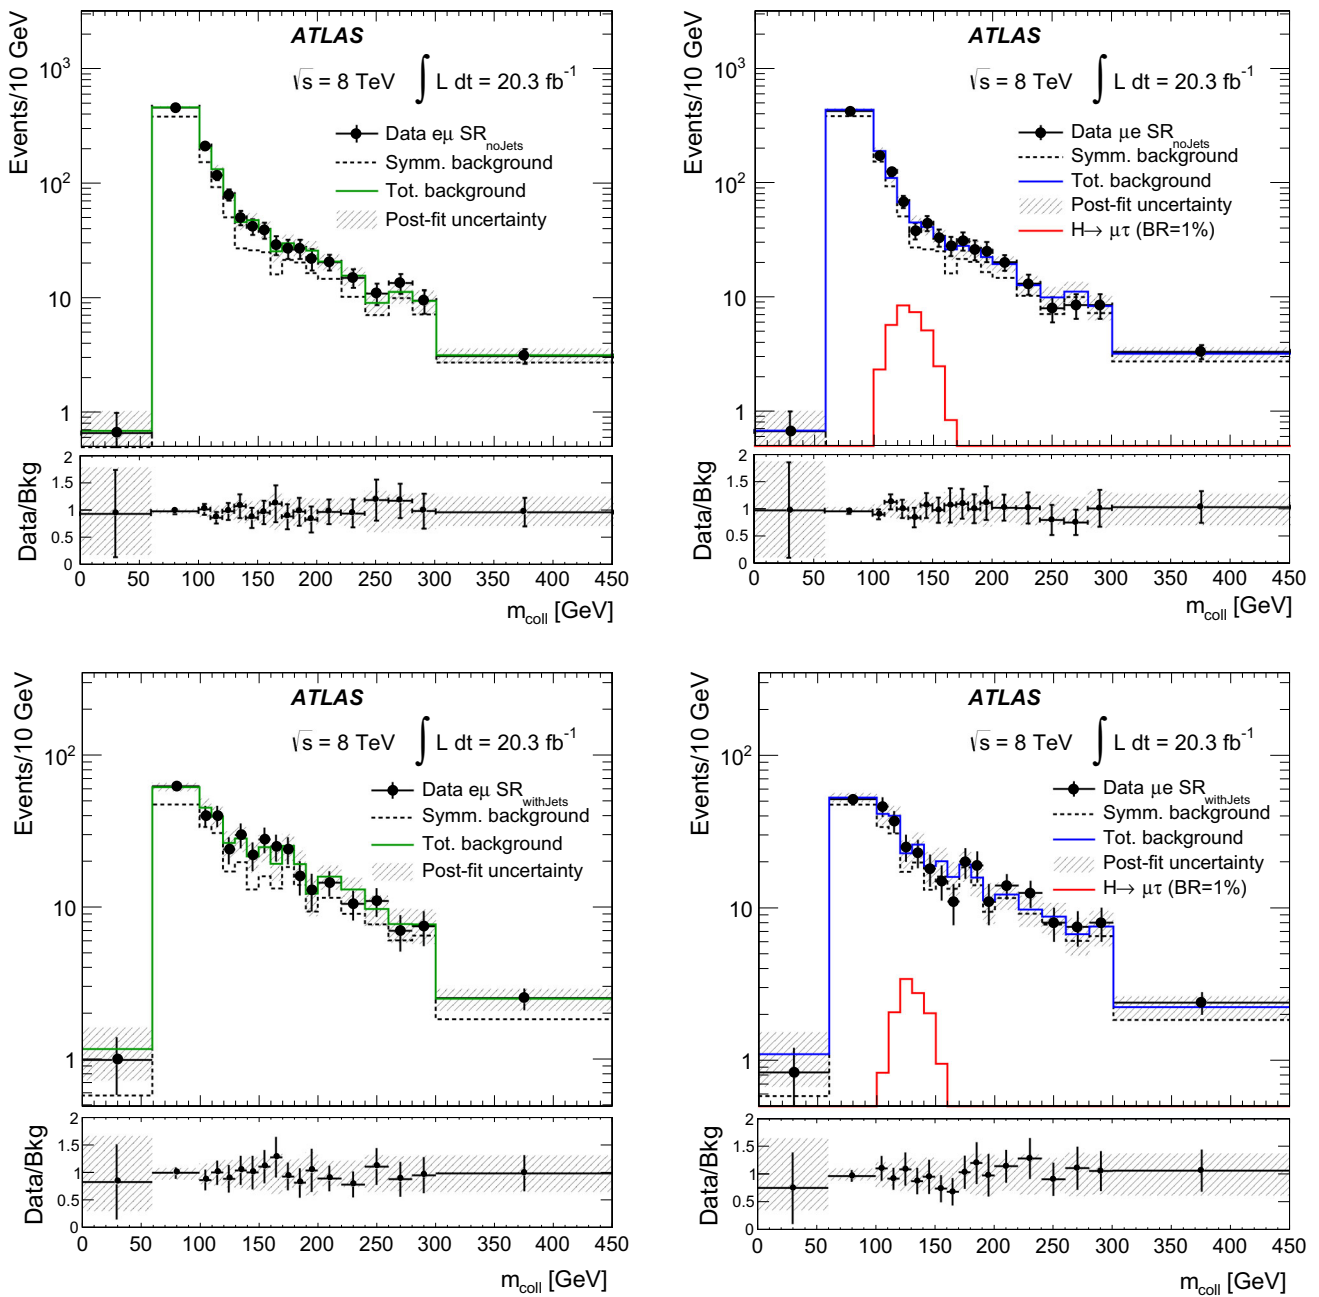 ATLAS
√s = 8 TeV ∫ L dt = 20.3 fb⁻¹
Events/10 GeV
10³
10²
10
1
Data eμ SR_noJets
Symm. background
Tot. background
Post-fit uncertainty
Data/Bkg
2
1.5
1
0.5
0
0 50 100 150 200 250 300 350 400 450
m_coll [GeV]
ATLAS
√s = 8 TeV ∫ L dt = 20.3 fb⁻¹
Events/10 GeV
10³
10²
10
1
Data μe SR_noJets
Symm. background
Tot. background
Post-fit uncertainty
H→ μτ (BR=1%)
Data/Bkg
2
1.5
1
0.5
0
0 50 100 150 200 250 300 350 400 450
m_coll [GeV]
ATLAS
√s = 8 TeV ∫ L dt = 20.3 fb⁻¹
Events/10 GeV
10²
10
1
Data eμ SR_withJets
Symm. background
Tot. background
Post-fit uncertainty
Data/Bkg
2
1.5
1
0.5
0
0 50 100 150 200 250 300 350 400 450
m_coll [GeV]
ATLAS
√s = 8 TeV ∫ L dt = 20.3 fb⁻¹
Events/10 GeV
10²
10
1
Data μe SR_withJets
Symm. background
Tot. background
Post-fit uncertainty
H→ μτ (BR=1%)
Data/Bkg
2
1.5
1
0.5
0
0 50 100 150 200 250 300 350 400 450
m_coll [GeV]